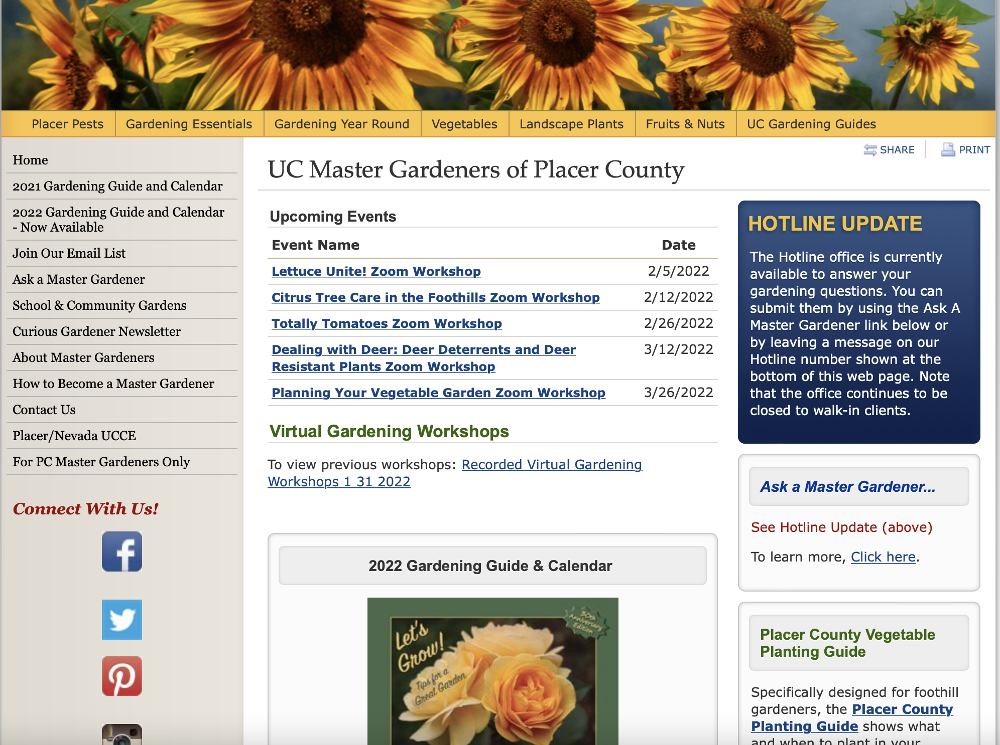 Placer Pests
Gardening Essentials
Gardening Year Round
Vegetables
Landscape Plants
Fruits & Nuts
UC Gardening Guides
Home
2021 Gardening Guide and Calendar
2022 Gardening Guide and Calendar
- Now Available
Join Our Email List
Ask a Master Gardener
School & Community Gardens
Curious Gardener Newsletter
About Master Gardeners
How to Become a Master Gardener
Contact Us
Placer/Nevada UCCE
For PC Master Gardeners Only
Connect With Us!
SHARE
PRINT
UC Master Gardeners of Placer County
Upcoming Events
Event Name Date
Lettuce Unite! Zoom Workshop 2/5/2022
Citrus Tree Care in the Foothills Zoom Workshop 2/12/2022
Totally Tomatoes Zoom Workshop 2/26/2022
Dealing with Deer: Deer Deterrents and Deer 3/12/2022
Resistant Plants Zoom Workshop
Planning Your Vegetable Garden Zoom Workshop 3/26/2022
Virtual Gardening Workshops
To view previous workshops: Recorded Virtual Gardening
Workshops 1 31 2022
2022 Gardening Guide & Calendar
Let's
Grow!
Tips for a
Great Garden
30th
Anniversary
Edition
HOTLINE UPDATE
The Hotline office is currently
available to answer your
gardening questions. You can
submit them by using the Ask A
Master Gardener link below or
by leaving a message on our
Hotline number shown at the
bottom of this web page. Note
that the office continues to be
closed to walk-in clients.
Ask a Master Gardener...
See Hotline Update (above)
To learn more, Click here.
Placer County Vegetable
Planting Guide
Specifically designed for foothill
gardeners, the Placer County
Planting Guide shows what
and when to plant in your